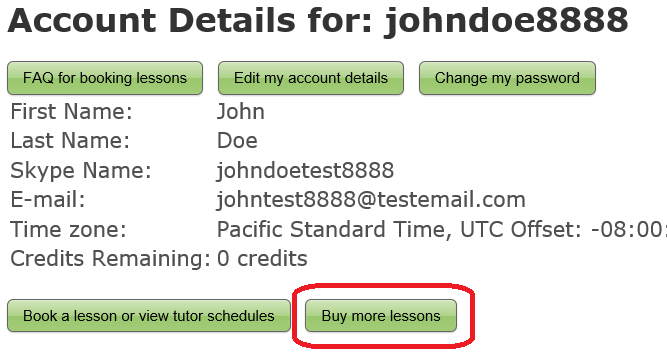 Account Details for: johndoe8888
FAQ for booking lessons Edit my account details Change my password
First Name: John
Last Name: Doe
Skype Name: johndoetest8888
E-mail: johntest8888@testemail.com
Time zone: Pacific Standard Time, UTC Offset: -08:00:
Credits Remaining: 0 credits
Book a lesson or view tutor schedules Buy more lessons